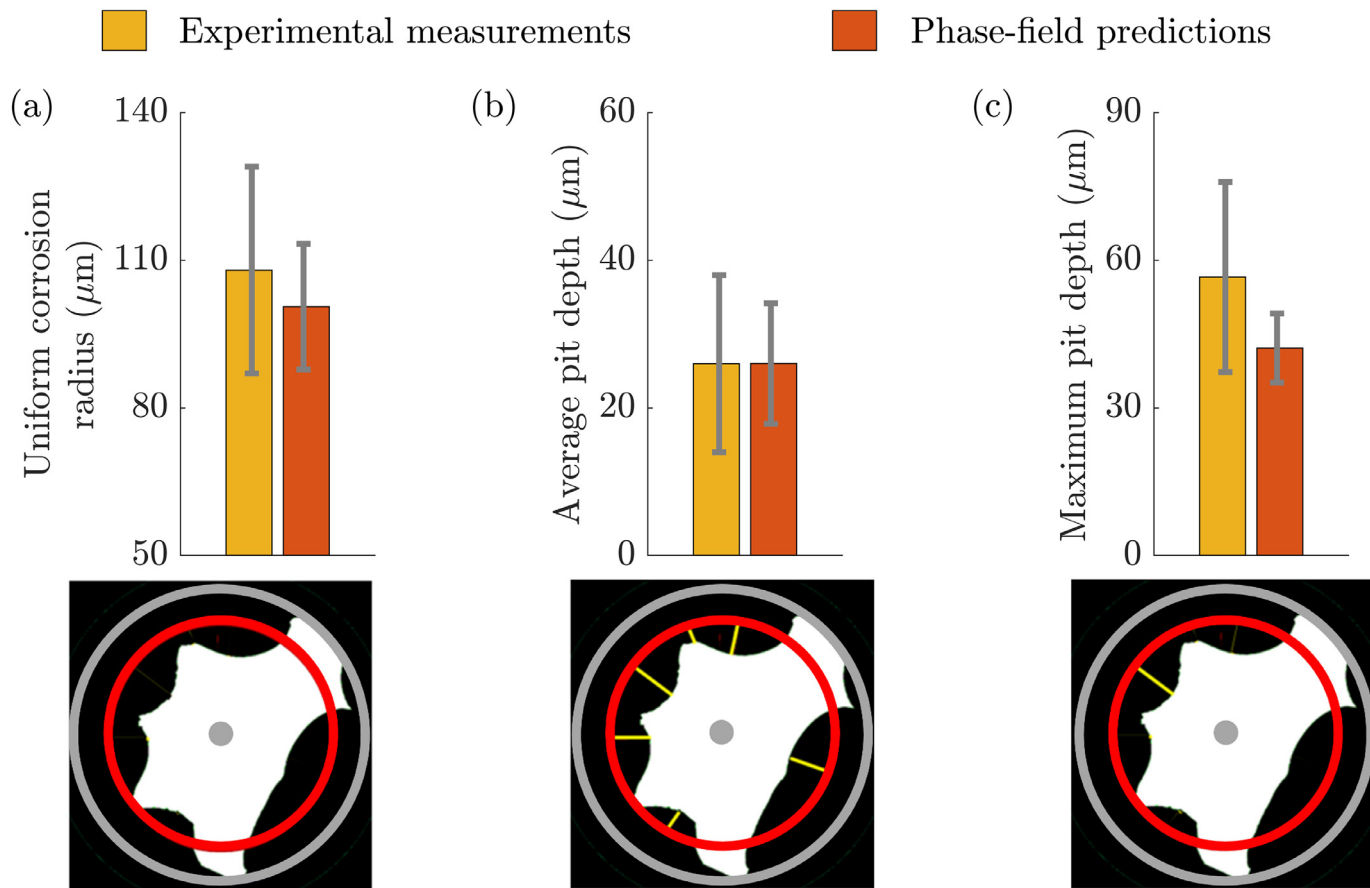 Experimental measurements
Phase-field predictions
(a)
Uniform corrosion
radius (μm)
140
110
80
50
(b)
Average pit depth (μm)
60
40
20
0
(c)
Maximum pit depth (μm)
90
60
30
0